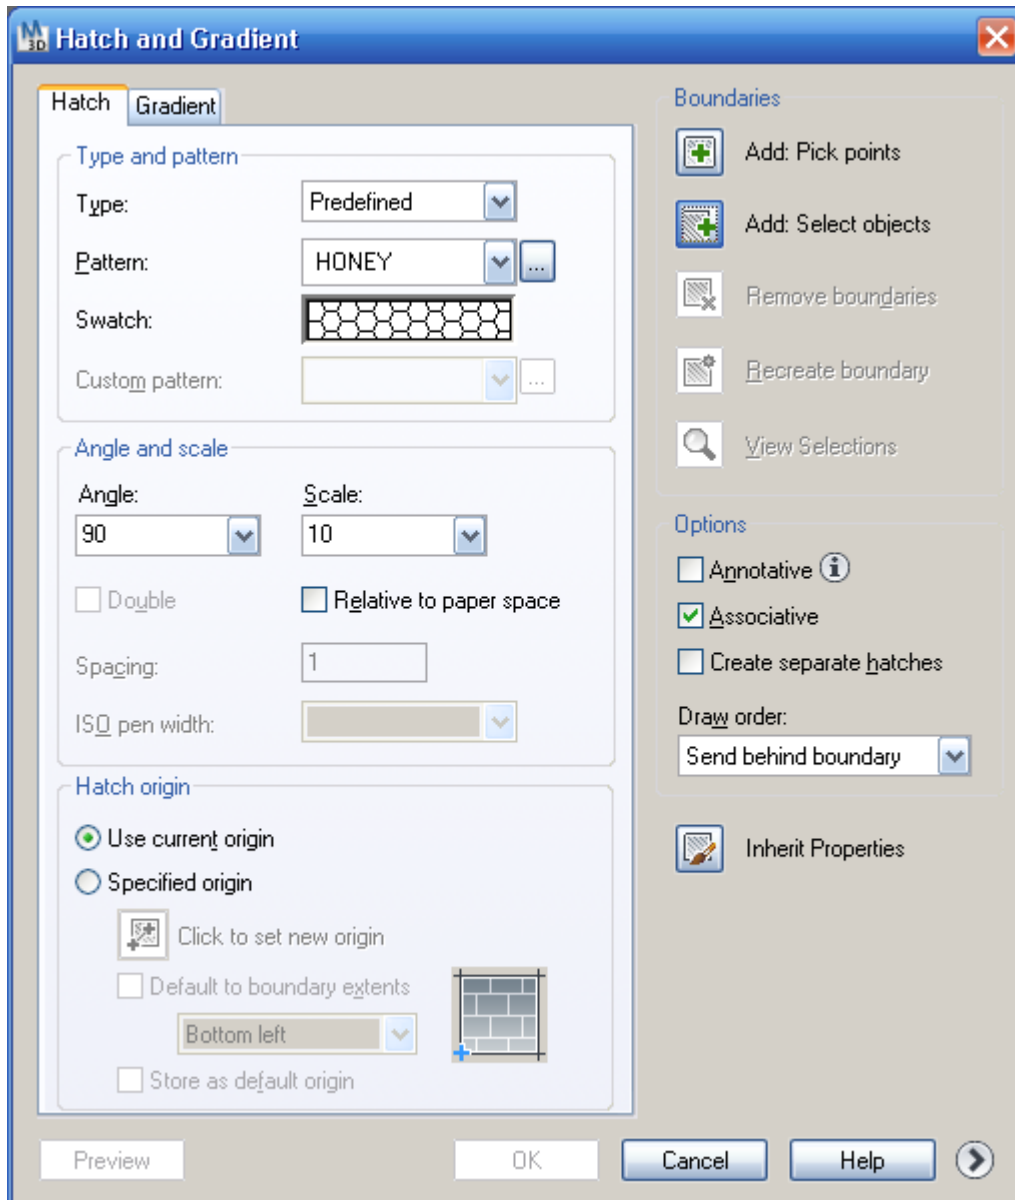 M 3D Hatch and Gradient
Hatch Gradient
Type and pattern
Type: Predefined
Pattern: HONEY ...
Swatch:
Custom pattern: ...
Angle and scale
Angle: Scale:
90 10
Double Relative to paper space
Spacing: 1
ISO pen width:
Hatch origin
Use current origin
Specified origin
Click to set new origin
Default to boundary extents
Bottom left
Store as default origin
Boundaries
Add: Pick points
Add: Select objects
Remove boundaries
Recreate boundary
View Selections
Options
Annotative i
Associative
Create separate hatches
Draw order:
Send behind boundary
Inherit Properties
Preview OK Cancel Help